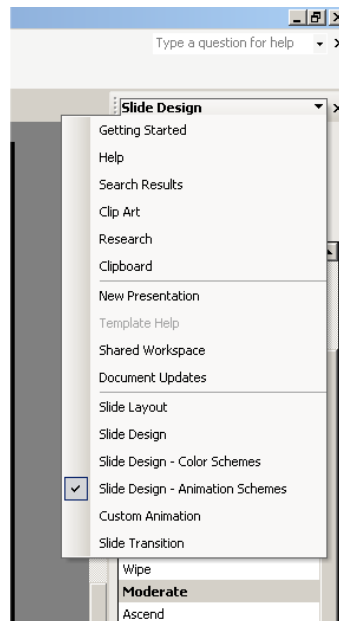 Type a question for help
Slide Design
Getting Started
Help
Search Results
Clip Art
Research
Clipboard
New Presentation
Template Help
Shared Workspace
Document Updates
Slide Layout
Slide Design
Slide Design - Color Schemes
Slide Design - Animation Schemes
Custom Animation
Slide Transition
Wipe
Moderate
Ascend